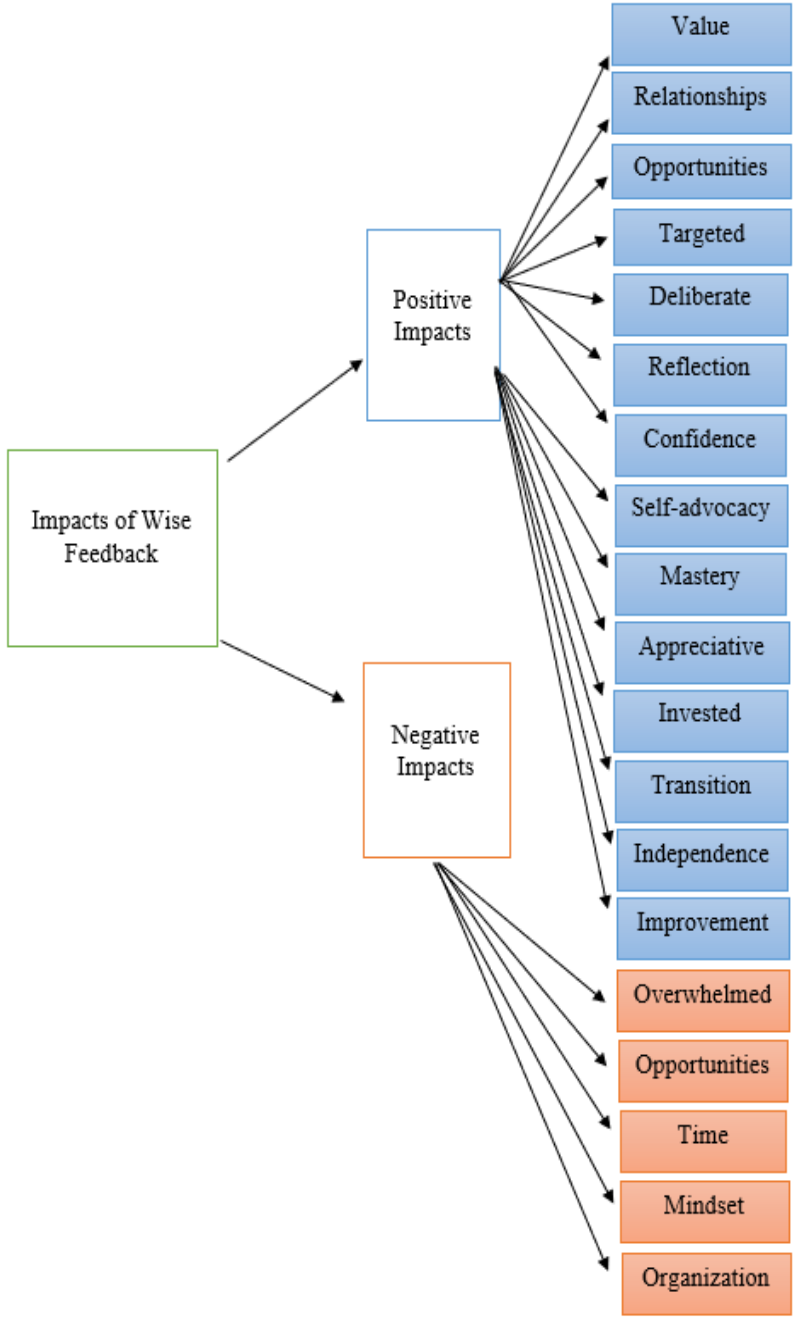 Impacts of Wise
Feedback
Positive
Impacts
Negative
Impacts
Value
Relationships
Opportunities
Targeted
Deliberate
Reflection
Confidence
Self-advocacy
Mastery
Appreciative
Invested
Transition
Independence
Improvement
Overwhelmed
Opportunities
Time
Mindset
Organization